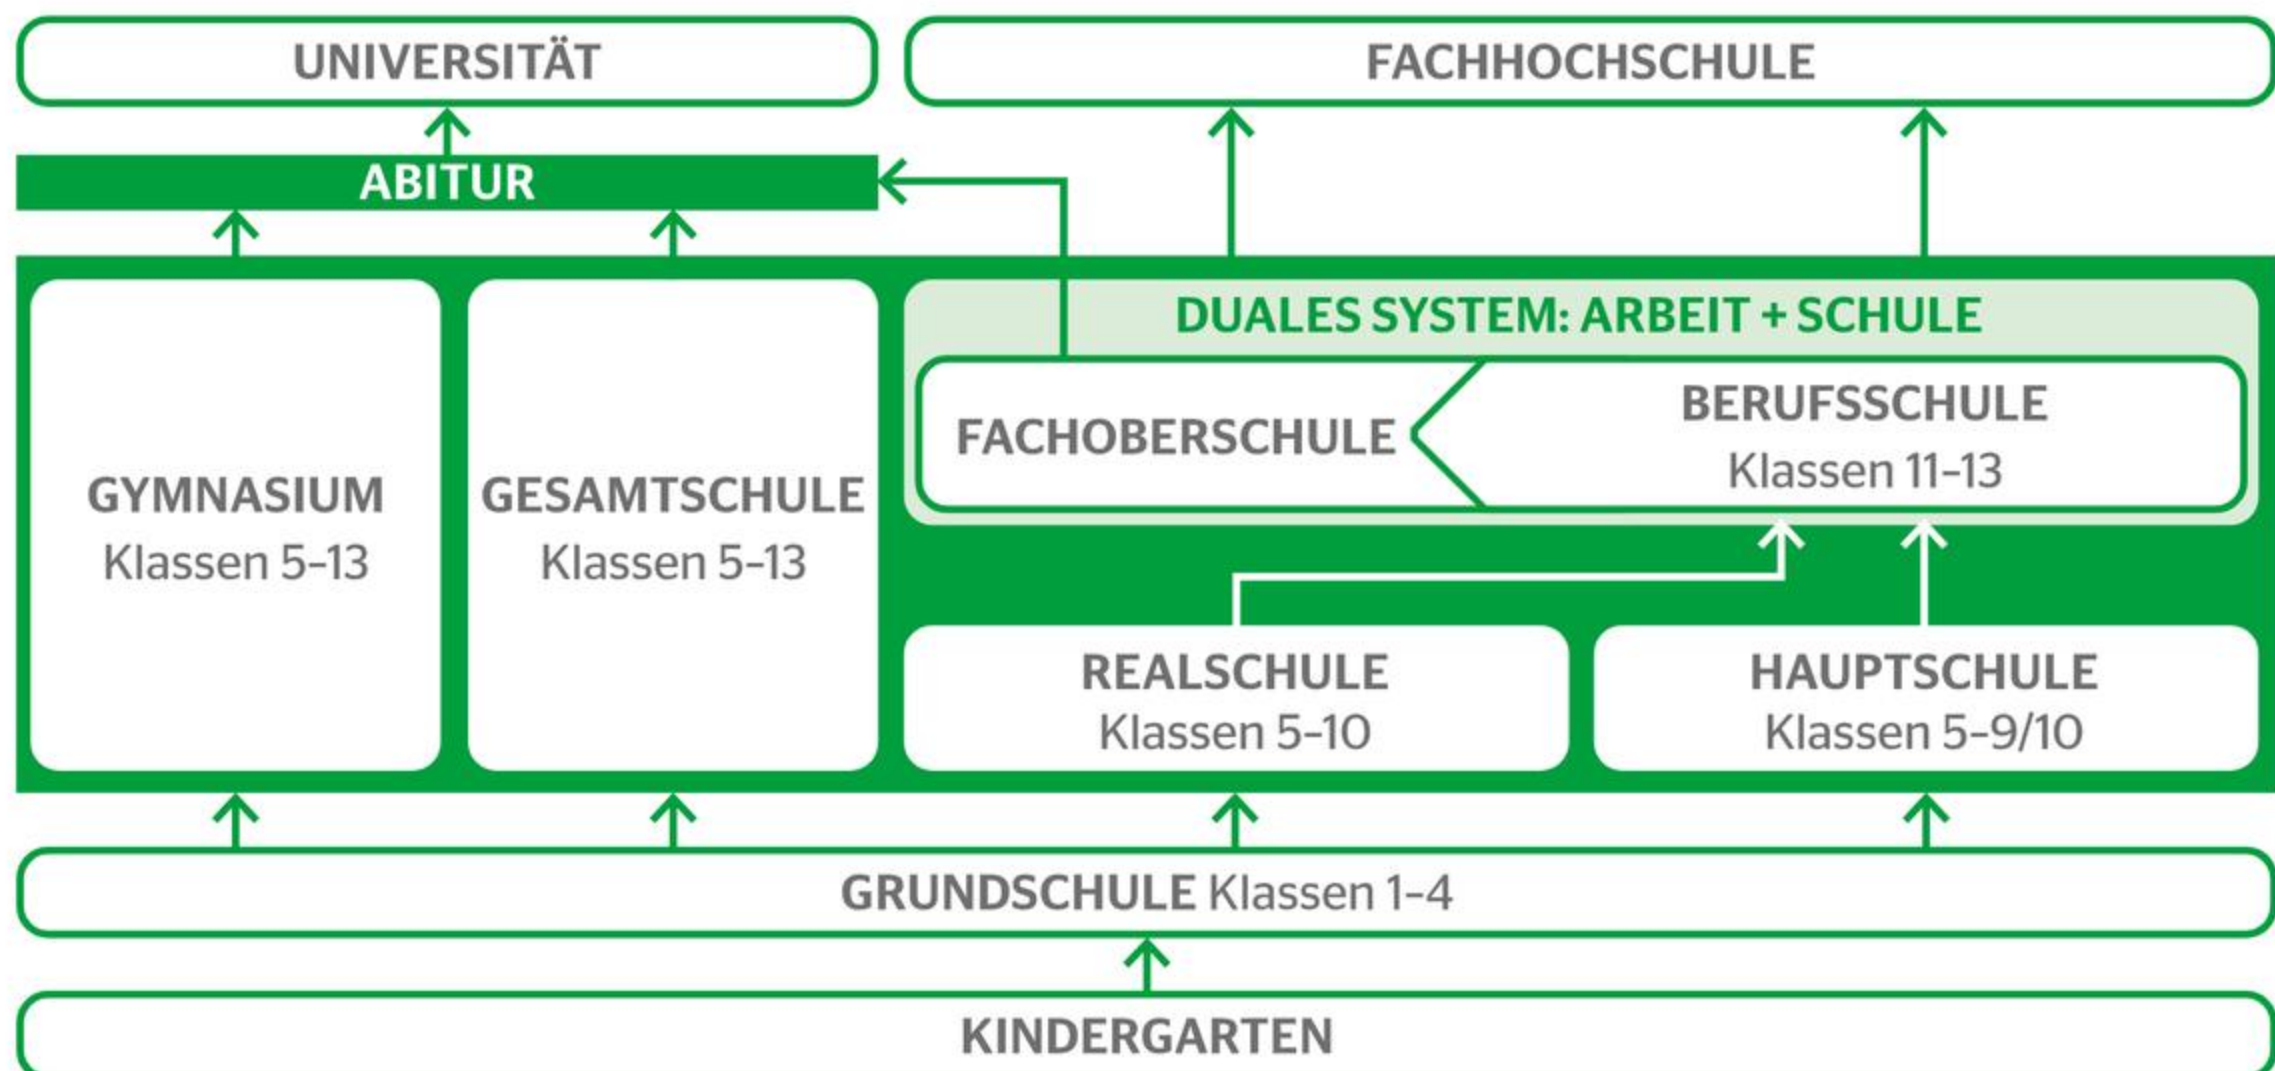 UNIVERSITÄT
FACHHOCHSCHULE
ABITUR
DUALES SYSTEM: ARBEIT + SCHULE
FACHOBERSCHULE
BERUFSSCHULE
Klassen 11–13
GYMNASIUM
Klassen 5–13
GESAMTSCHULE
Klassen 5–13
REALSCHULE
Klassen 5–10
HAUPTSCHULE
Klassen 5–9/10
GRUNDSCHULE Klassen 1–4
KINDERGARTEN